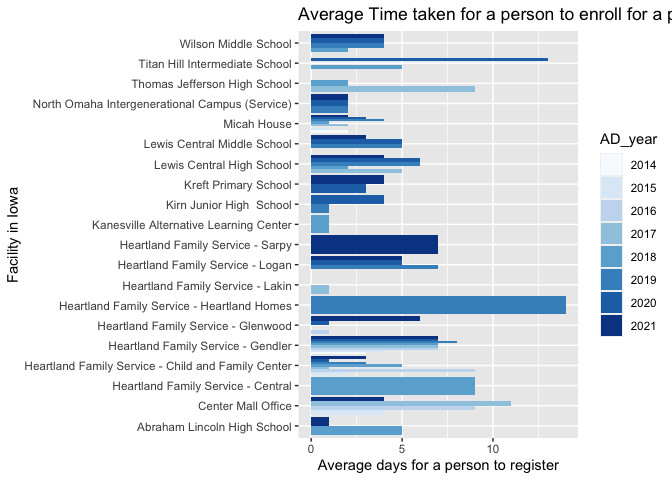 Average Time taken for a person to enroll for a p
Wilson Middle School
Titan Hill Intermediate School
Thomas Jefferson High School
North Omaha Intergenerational Campus (Service)
Micah House
Lewis Central Middle School
Lewis Central High School
Kreft Primary School
Kirn Junior High  School
Kanesville Alternative Learning Center
Heartland Family Service - Sarpy
Heartland Family Service - Logan
Heartland Family Service - Lakin
Heartland Family Service - Heartland Homes
Heartland Family Service - Glenwood
Heartland Family Service - Gendler
Heartland Family Service - Child and Family Center
Heartland Family Service - Central
Center Mall Office
Abraham Lincoln High School
Facility in Iowa
0 5 10
Average days for a person to register
AD_year
2014
2015
2016
2017
2018
2019
2020
2021